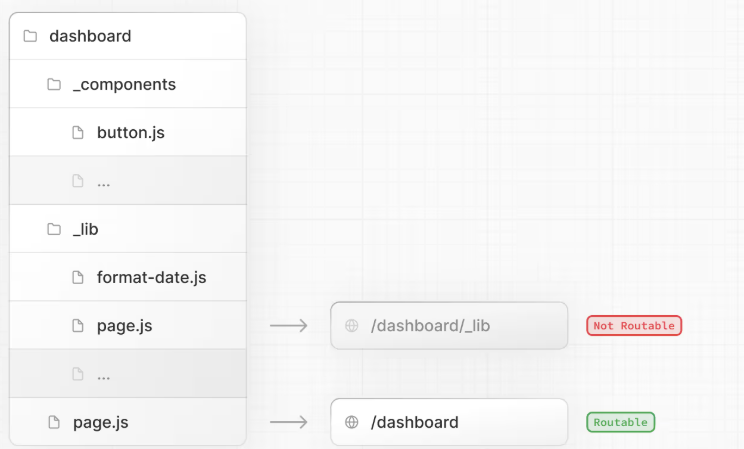 dashboard
_components
button.js
...
_lib
format-date.js
page.js
/dashboard/_lib
Not Routable
...
page.js
/dashboard
Routable